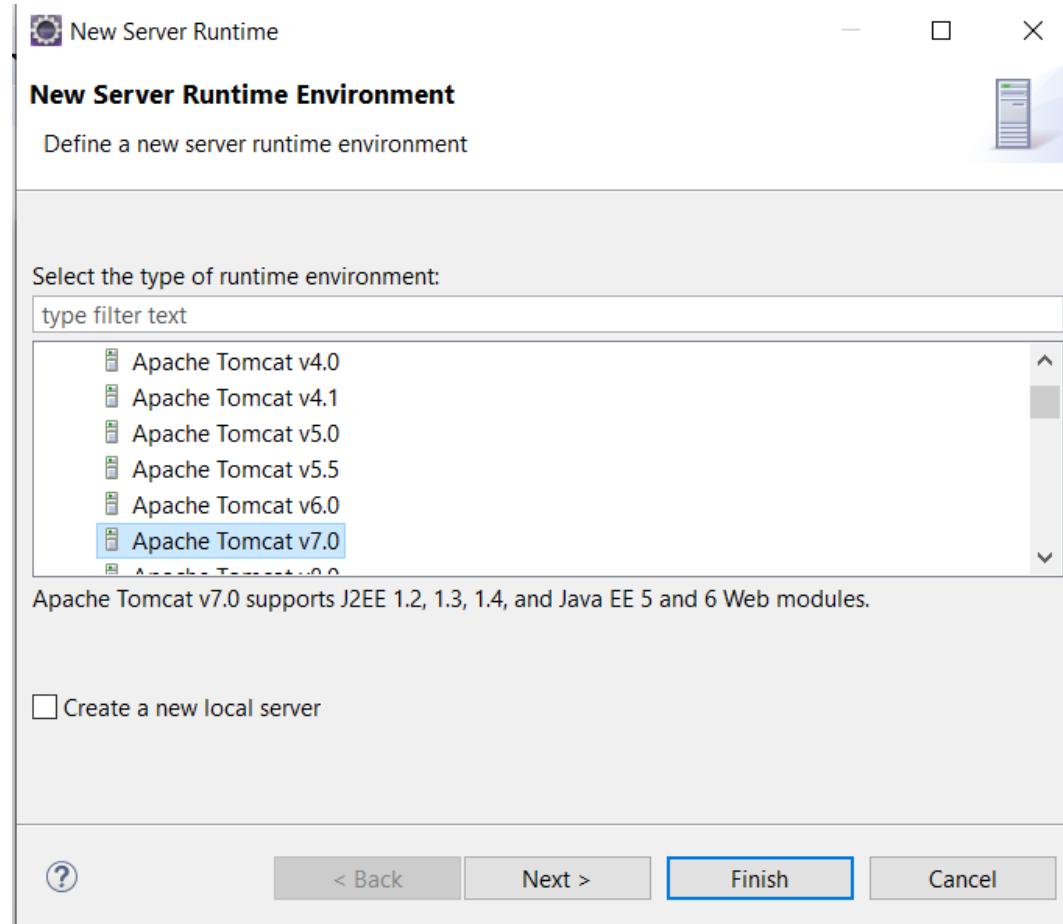 New Server Runtime
New Server Runtime Environment
Define a new server runtime environment
Select the type of runtime environment:
type filter text
Apache Tomcat v4.0
Apache Tomcat v4.1
Apache Tomcat v5.0
Apache Tomcat v5.5
Apache Tomcat v6.0
Apache Tomcat v7.0
Apache Tomcat
Apache Tomcat v7.0 supports J2EE 1.2, 1.3, 1.4, and Java EE 5 and 6 Web modules.
Create a new local server
?
< Back
Next >
Finish
Cancel